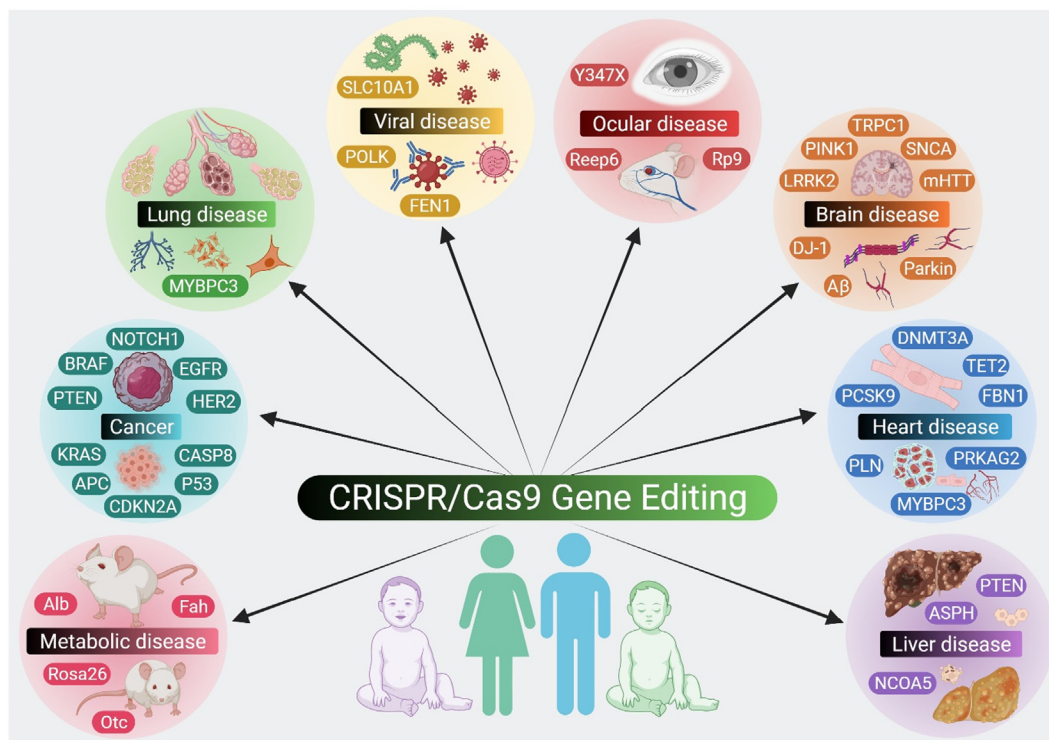 SLC10A1
Viral disease
POLK
FEN1
Y347X
Ocular disease
Reep6
Rp9
Lung disease
MYBPC3
TRPC1
PINK1
SNCA
LRRK2
mHTT
Brain disease
DJ-1
Parkin
Aβ
NOTCH1
BRAF
EGFR
PTEN
HER2
Cancer
KRAS
CASP8
APC
P53
CDKN2A
DNMT3A
TET2
PCSK9
FBN1
Heart disease
PLN
PRKAG2
MYBPC3
CRISPR/Cas9 Gene Editing
Alb
Fah
Metabolic disease
Rosa26
Otc
PTEN
ASPH
Liver disease
NCOA5